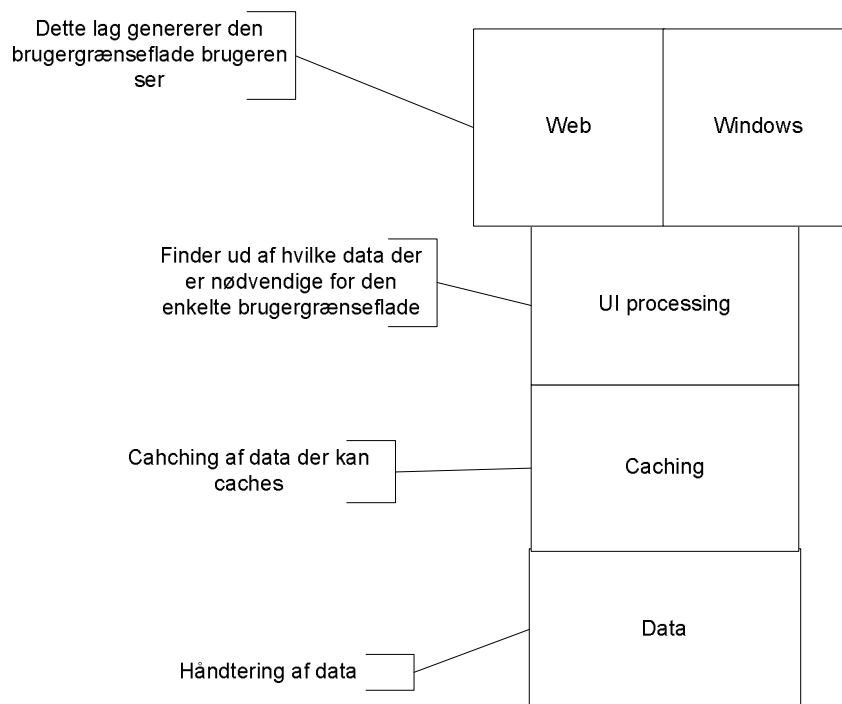 Dette lag genererer den
brugergrænseflade brugeren
ser
Web
Windows
Finder ud af hvilke data der
er nødvendige for den
enkelte brugergrænseflade
UI processing
Cahching af data der kan
caches
Caching
Data
Håndtering af data